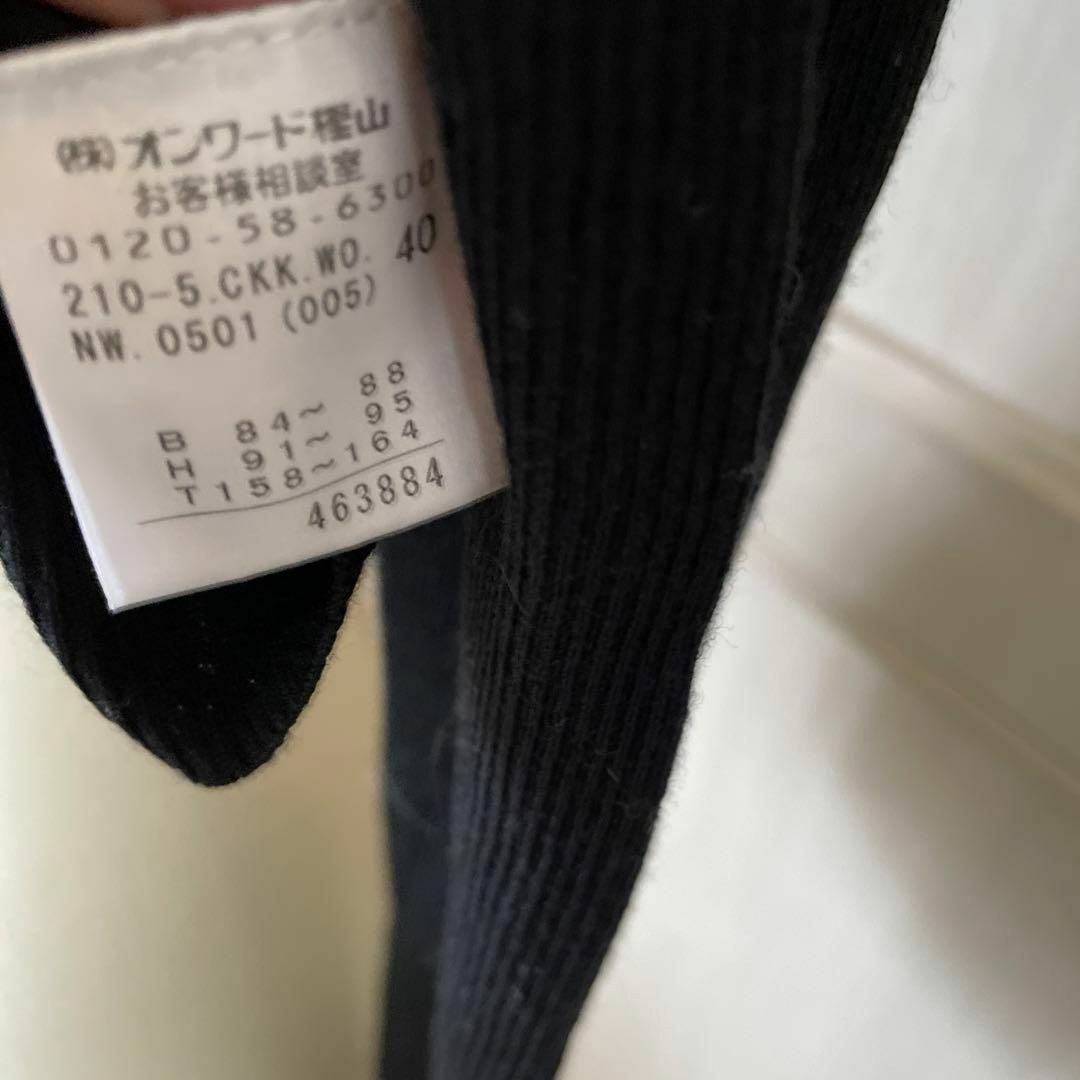 (株)オンワード樫山
お客様相談室
0120-58-6300
210-5.CKK.WO. 40
NW. 0501 (005)
B 84～ 88
H 91～ 95
T 158～164
463884